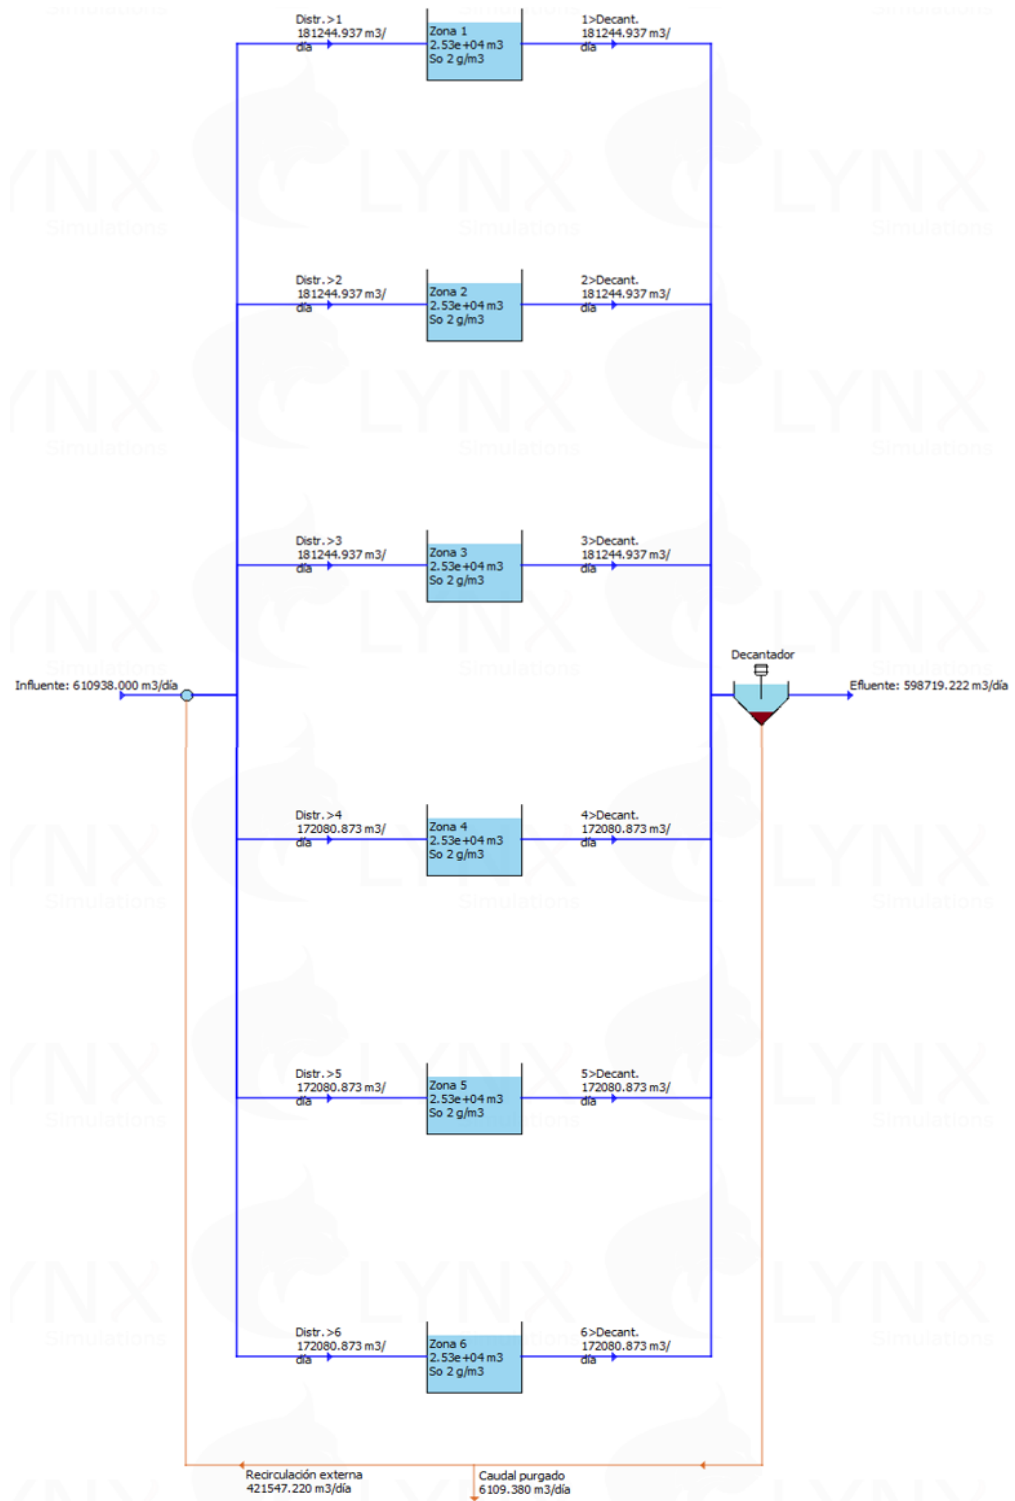 Distr.>1
181244.937 m3/
día
Zona 1
2.53e+04 m3
So 2 g/m3
1>Decant.
181244.937 m3/
día
Distr.>2
181244.937 m3/
día
Zona 2
2.53e+04 m3
So 2 g/m3
2>Decant.
181244.937 m3/
día
Distr.>3
181244.937 m3/
día
Zona 3
2.53e+04 m3
So 2 g/m3
3>Decant.
181244.937 m3/
día
Influente: 610938.000 m3/día
Decantador
Efluente: 598719.222 m3/día
Distr.>4
172080.873 m3/
día
Zona 4
2.53e+04 m3
So 2 g/m3
4>Decant.
172080.873 m3/
día
Distr.>5
172080.873 m3/
día
Zona 5
2.53e+04 m3
So 2 g/m3
5>Decant.
172080.873 m3/
día
Distr.>6
172080.873 m3/
día
Zona 6
2.53e+04 m3
So 2 g/m3
6>Decant.
172080.873 m3/
día
Recirculación externa
421547.220 m3/día
Caudal purgado
6109.380 m3/día
LYNX
Simulations